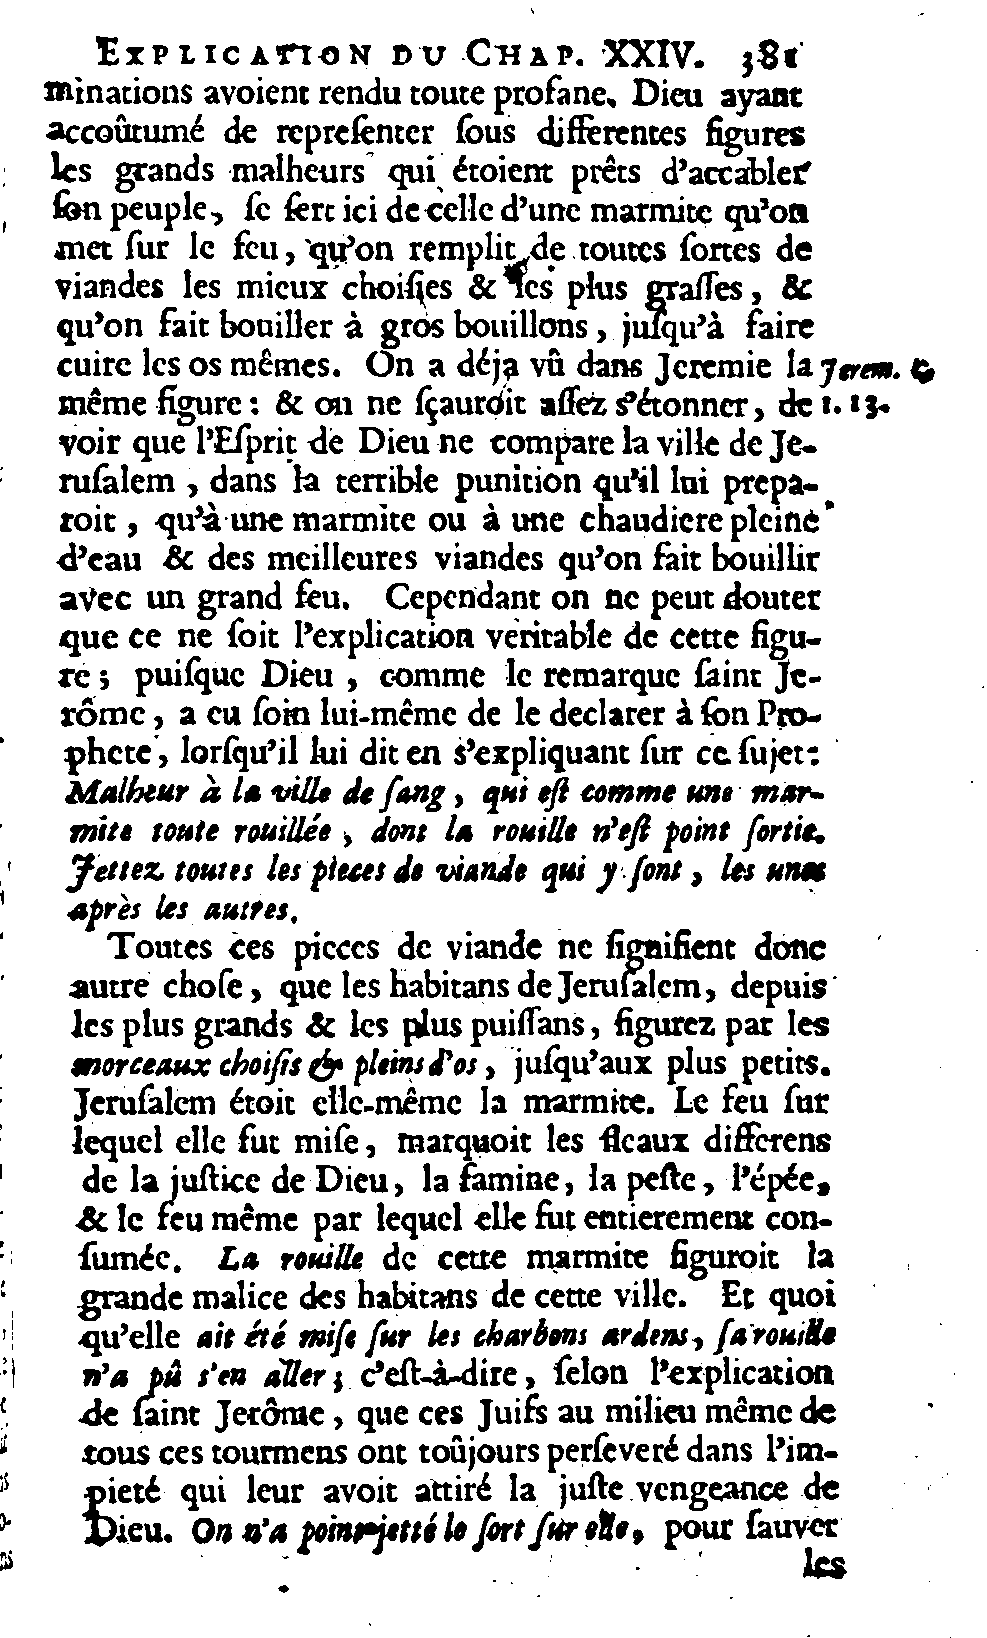 EXPLICATION DU CHAP. XXIV. 381
minations avoient rendu toute profane. Dieu ayant
accoûtumé de repreſenter ſous differentes figures
les grands malheurs qui étoient prêts d'accabler
ſon peuple, ſe ſert ici de celle d'une marmite qu'on
met ſur le feu, qu'on remplit de toutes ſortes de
viandes les mieux choiſies & les plus graſſes, &
qu'on fait bouiller à gros bouillons, juſqu'à faire
cuire les os mêmes. On a déja vû dans Jeremie la Jerem. c.
même figure: & on ne ſçauroit aſſez s'étonner, de 1. 13.
voir que l'Eſprit de Dieu ne compare la ville de Je-
ruſalem, dans la terrible punition qu'il lui prepa-
roit, qu'à une marmite ou à une chaudiere pleine
d'eau & des meilleures viandes qu'on fait bouillir
avec un grand feu. Cependant on ne peut douter
que ce ne ſoit l'explication veritable de cette figu-
re; puiſque Dieu, comme le remarque ſaint Je-
rôme, a eu ſoin lui-même de le declarer à ſon Pro-
phete, lorſqu'il lui dit en s'expliquant ſur ce ſujet:
Malheur à la ville de ſang, qui eſt comme une mar-
mite toute rouillée, dont la rouille n'eſt point ſortie.
Jettez toutes les pieces de viande qui y ſont, les unes
après les autres.
Toutes ces pieces de viande ne ſignifient donc
autre choſe, que les habitans de Jeruſalem, depuis
les plus grands & les plus puiſſans, figurez par les
morceaux choiſis & pleins d'os, juſqu'aux plus petits.
Jeruſalem étoit elle-même la marmite. Le feu ſur
lequel elle fut miſe, marquoit les fleaux differens
de la juſtice de Dieu, la famine, la peſte, l'épée,
& le feu même par lequel elle fut entierement con-
ſumée. La rouille de cette marmite figuroit la
grande malice des habitans de cette ville. Et quoi
qu'elle ait été miſe ſur les charbons ardens, ſa rouille
n'a pû s'en aller; c'eſt-à-dire, ſelon l'explication
de ſaint Jerôme, que ces Juifs au milieu même de
tous ces tourmens ont toûjours perſeveré dans l'im-
pieté qui leur avoit attiré la juſte vengeance de
Dieu. On n'a point jetté le ſort ſur elle, pour ſauver
les